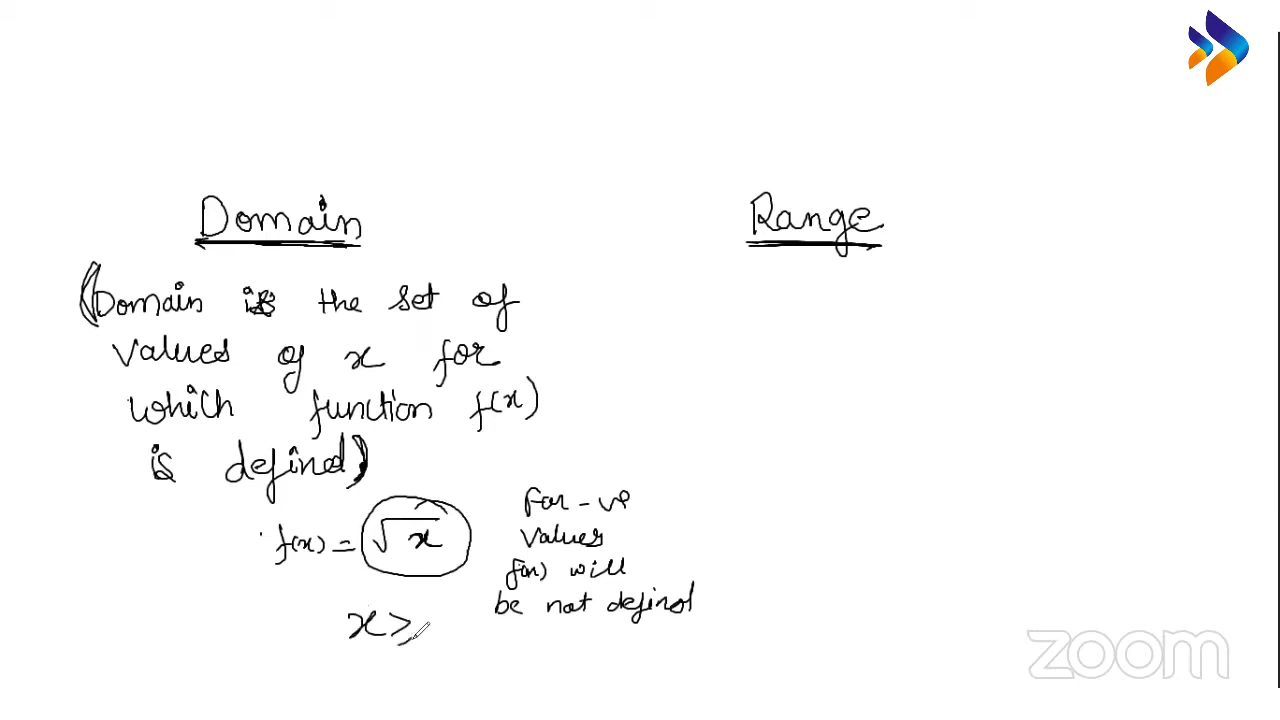 Domain
Range
(Domain is the set of
values of x for
which function f(x)
is defined)
f(x) = √x
For -ve
values
f(x) will
be not defined
x ≥
zoom